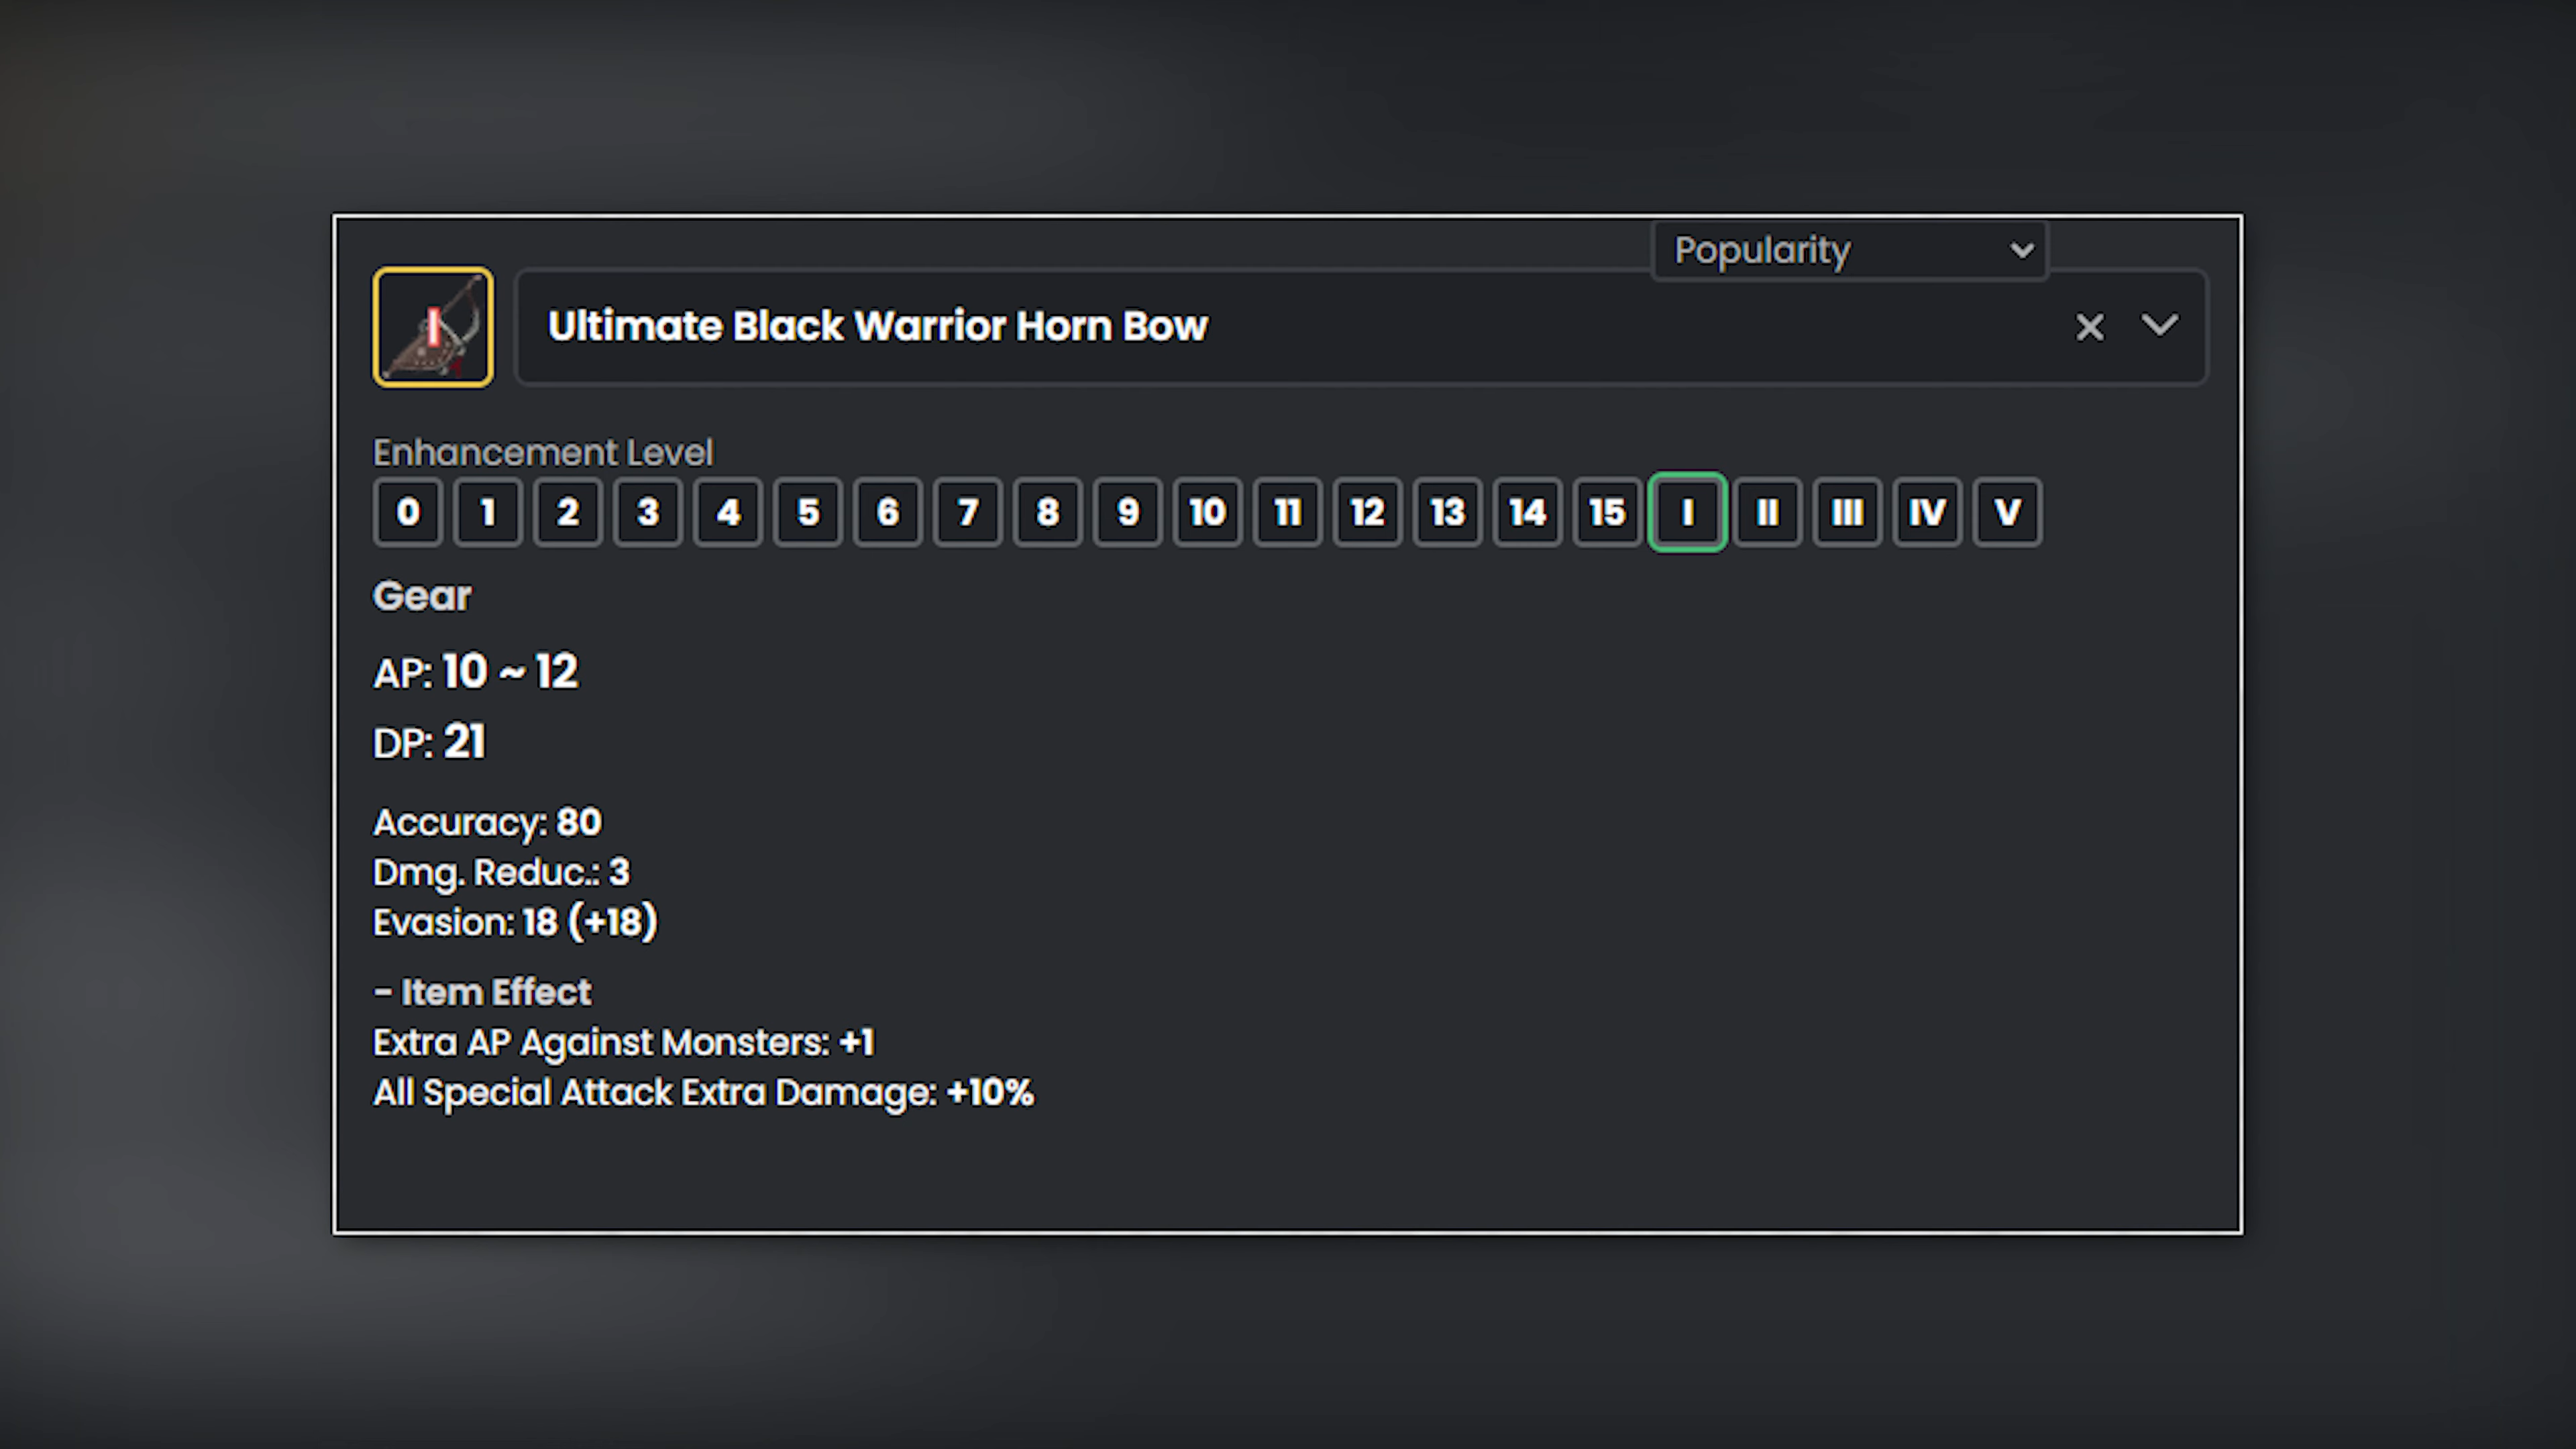 Popularity
I
Ultimate Black Warrior Horn Bow
Enhancement Level
0 1 2 3 4 5 6 7 8 9 10 11 12 13 14 15 I II III IV V
Gear
AP: 10 ~ 12
DP: 21
Accuracy: 80
Dmg. Reduc.: 3
Evasion: 18 (+18)
- Item Effect
Extra AP Against Monsters: +1
All Special Attack Extra Damage: +10%